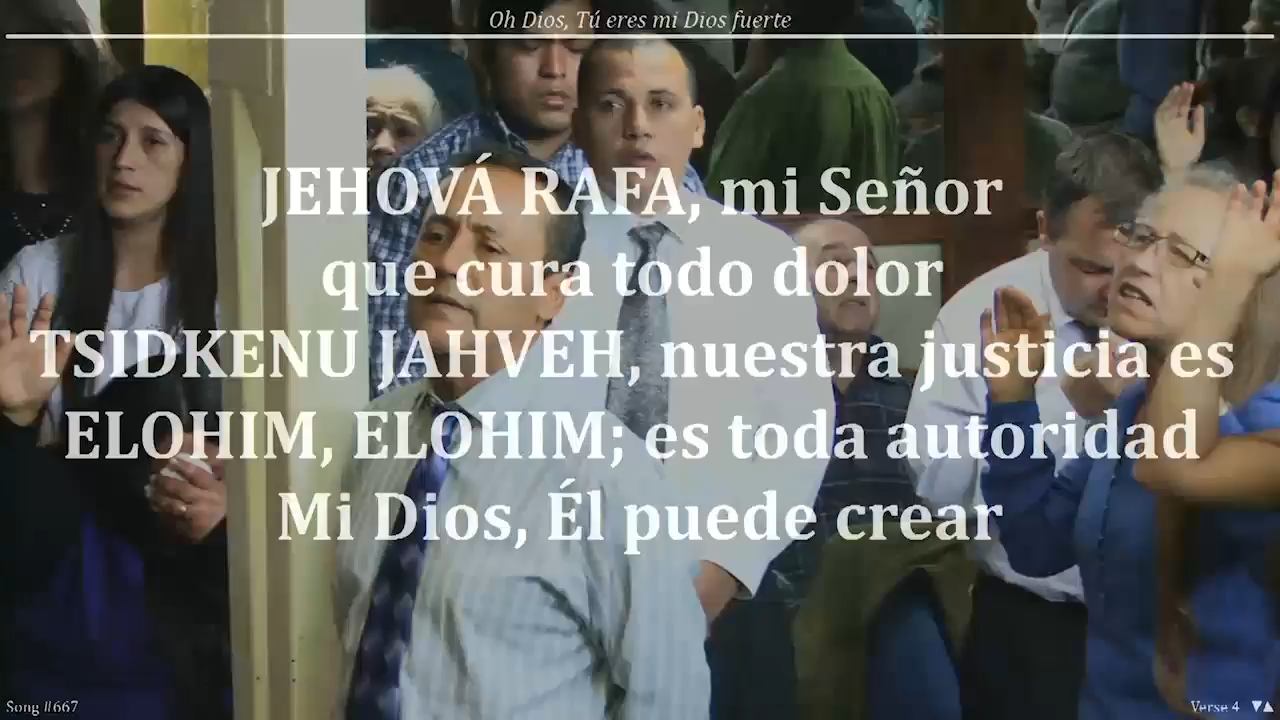 Oh Dios, Tú eres mi Dios fuerte
JEHOVÁ RAFA, mi Señor
que cura todo dolor
TSIDKENU JAHVEH, nuestra justicia es
ELOHIM, ELOHIM; es toda autoridad
Mi Dios, Él puede crear
Song #667
Verse 4 ▼▲